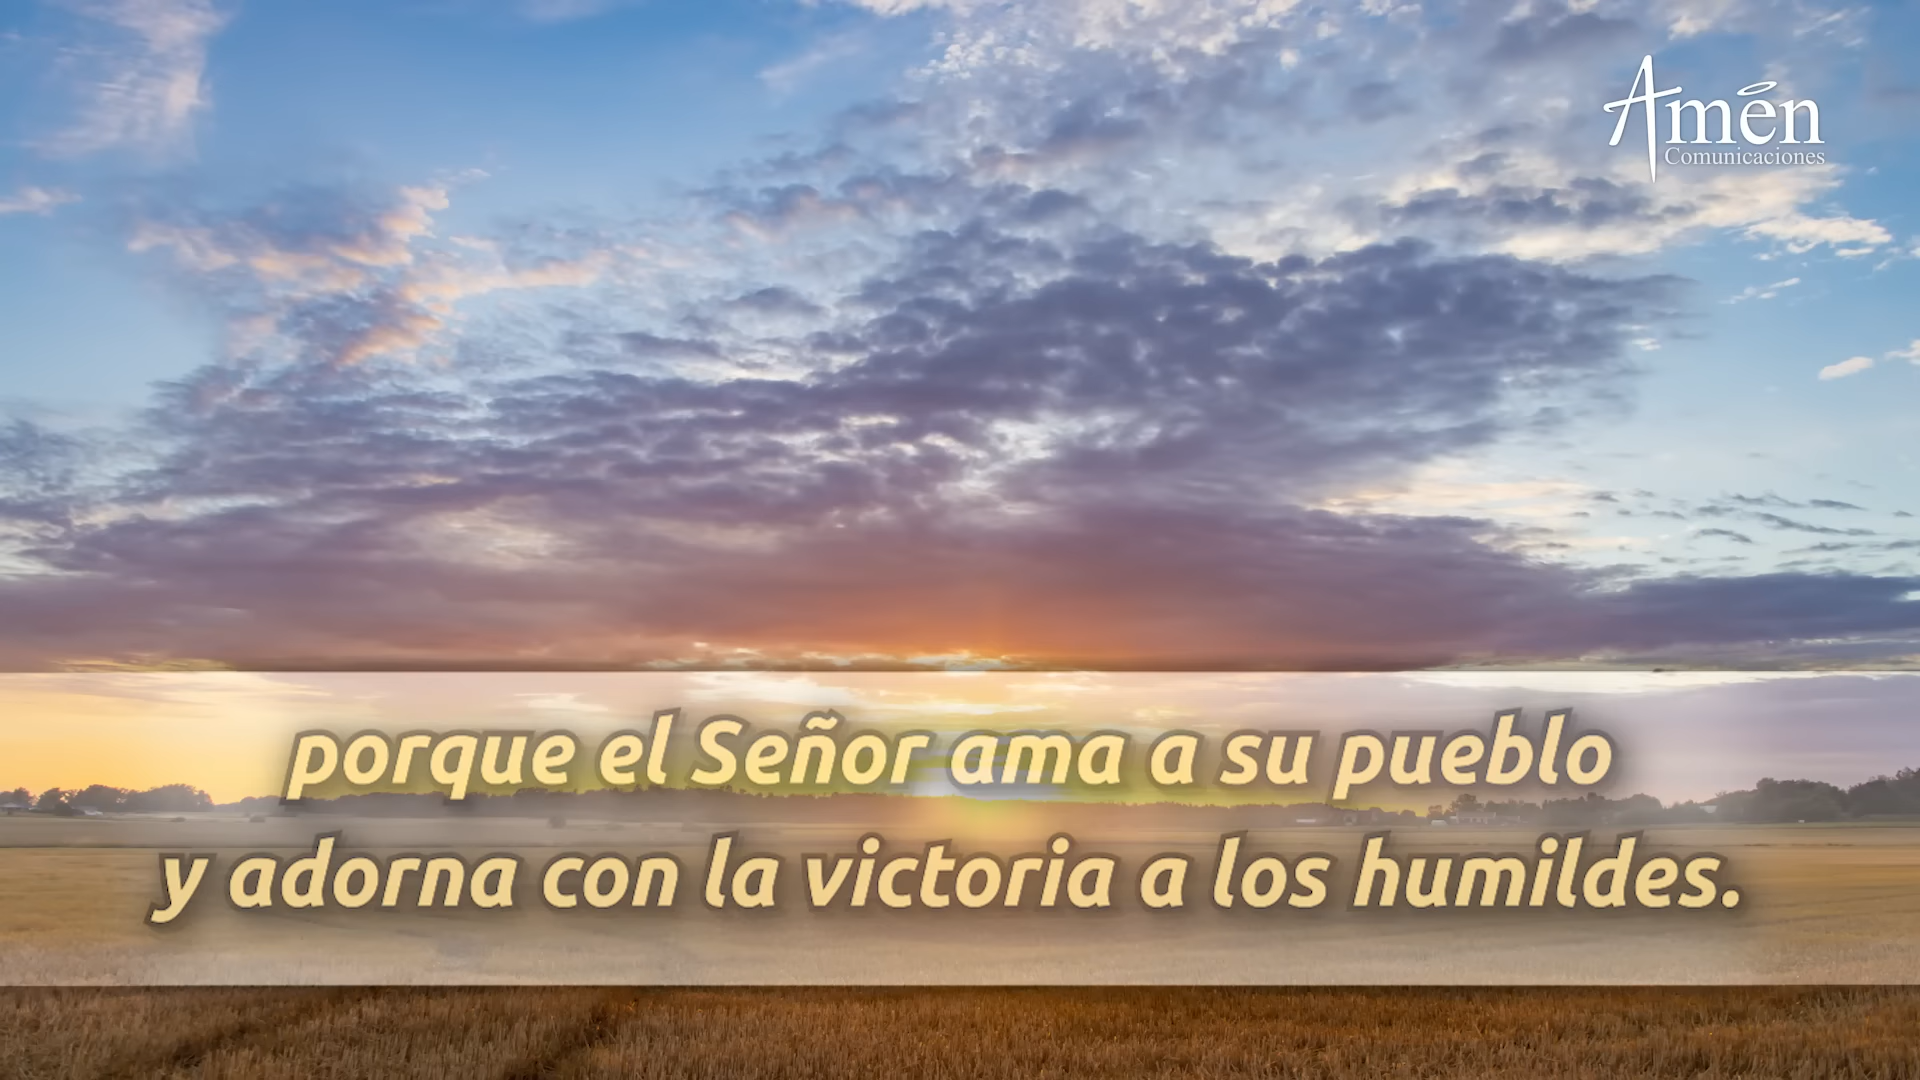 Amén
Comunicaciones
porque el Señor ama a su pueblo
y adorna con la victoria a los humildes.